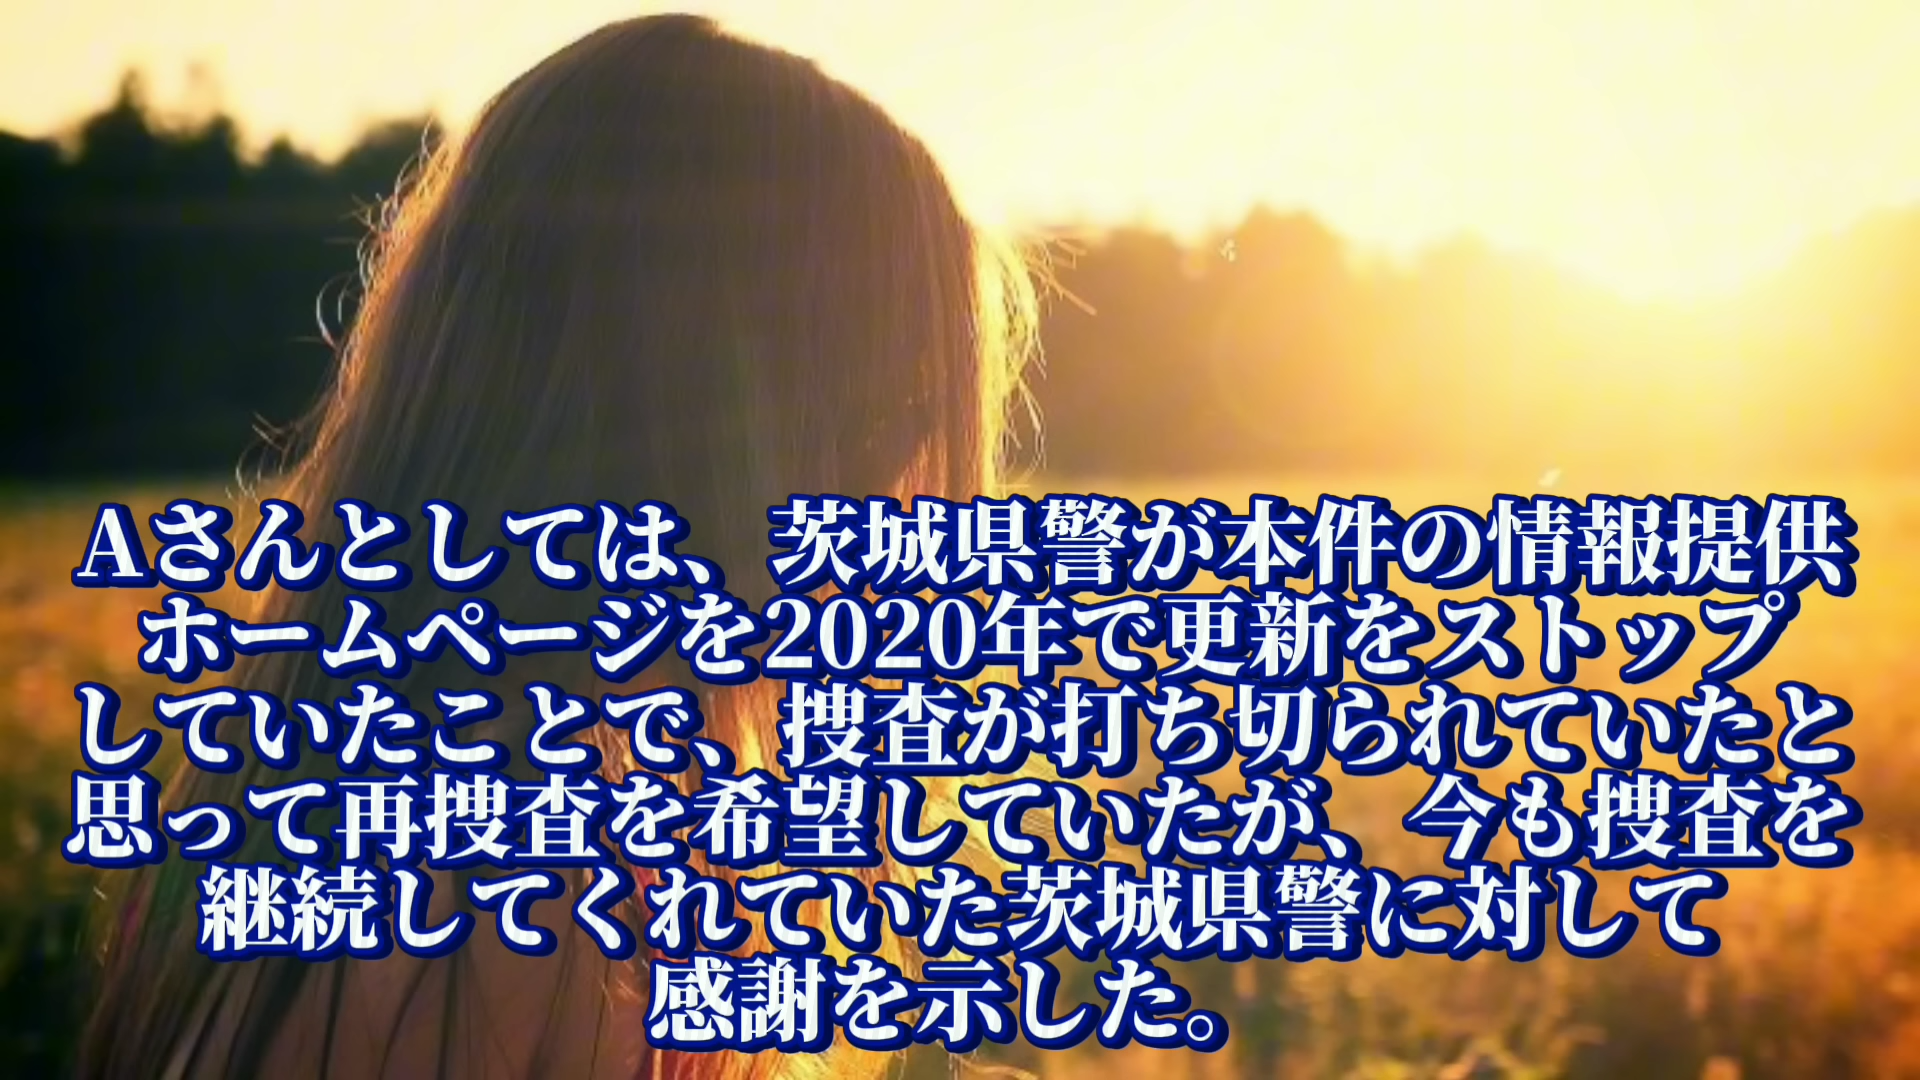 Aさんとしては、茨城県警が本件の情報提供
ホームページを2020年で更新をストップ
していたことで、捜査が打ち切られていたと
思って再捜査を希望していたが、今も捜査を
継続してくれていた茨城県警に対して
感謝を示した。